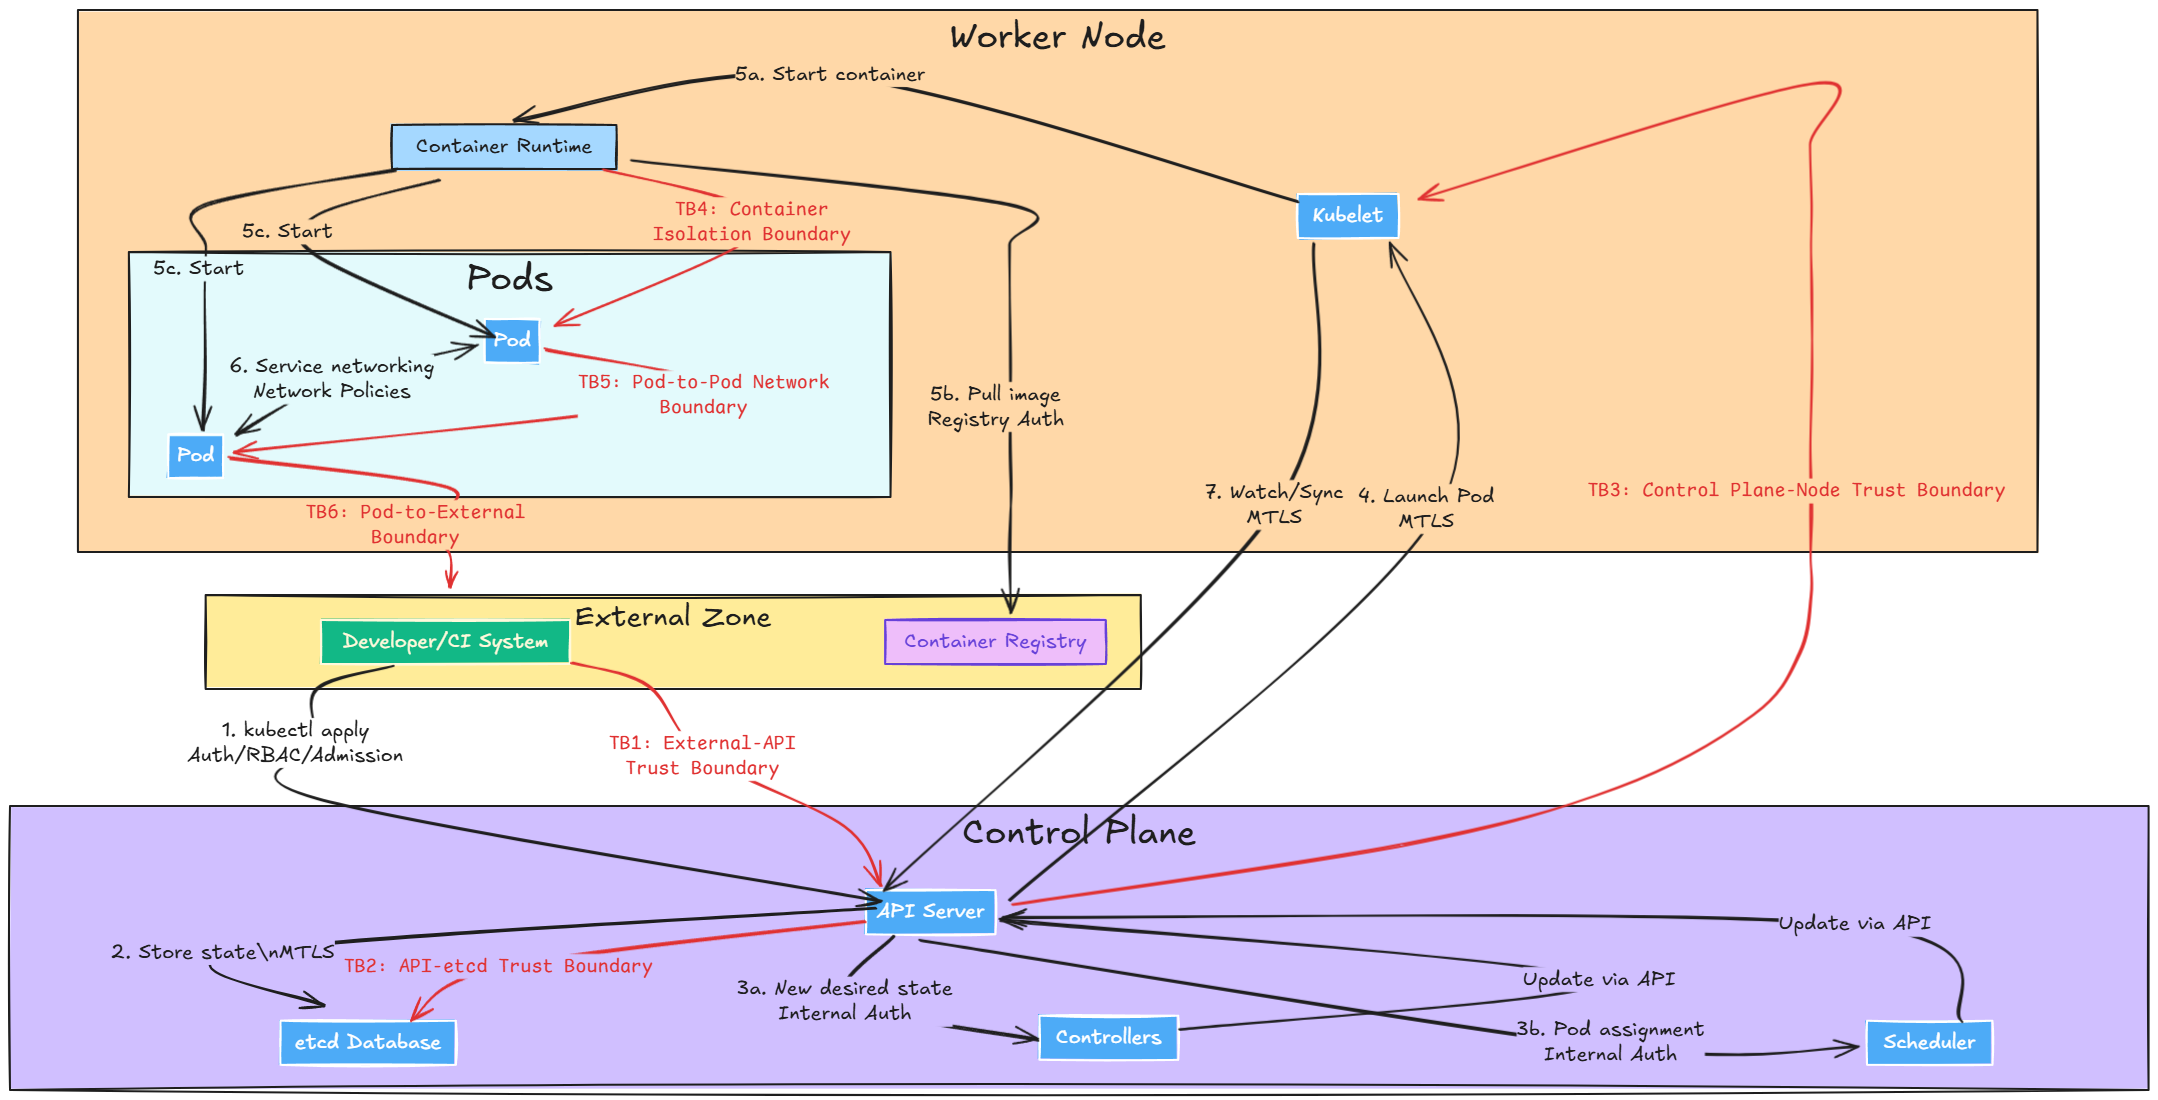 Worker Node
5a. Start container
Container Runtime
TB4: Container
Isolation Boundary
Kubelet
5c. Start
5c. Start
Pods
Pod
6. Service networking
Network Policies
TB5: Pod-to-Pod Network
Boundary
5b. Pull image
Registry Auth
Pod
7. Watch/Sync
MTLS
4. Launch Pod
MTLS
TB3: Control Plane-Node Trust Boundary
TB6: Pod-to-External
Boundary
External Zone
Developer/CI System
Container Registry
1. kubectl apply
Auth/RBAC/Admission
TB1: External-API
Trust Boundary
Control Plane
API Server
Update via API
2. Store state\nMTLS
TB2: API-etcd Trust Boundary
3a. New desired state
Internal Auth
Update via API
3b. Pod assignment
Internal Auth
etcd Database
Controllers
Scheduler